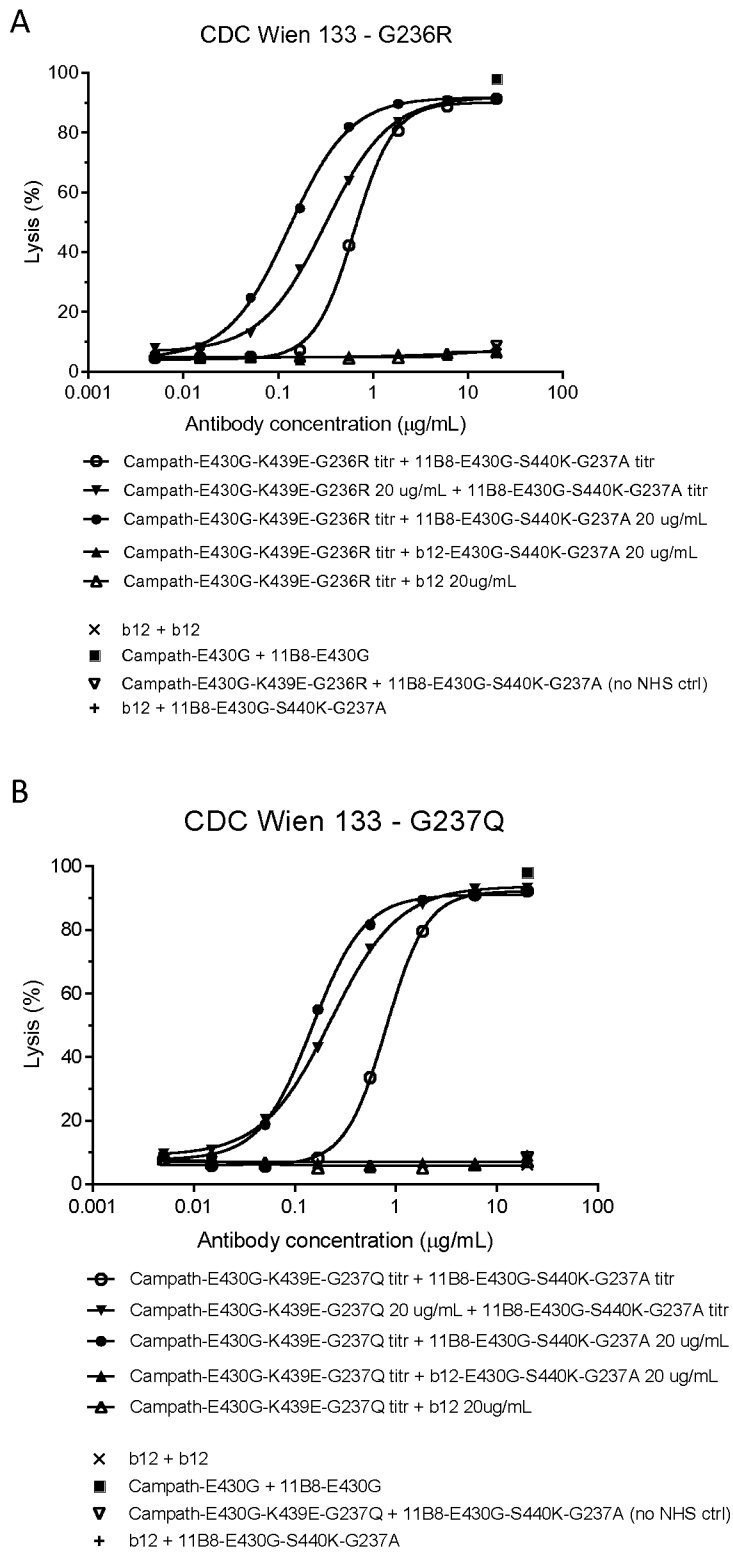 A
CDC Wien 133 - G236R
100
80
60
40
20
0
Lysis (%)
0.001
0.01
0.1
1
10
100
Antibody concentration (µg/mL)
Campath-E430G-K439E-G236R titr + 11B8-E430G-S440K-G237A titr
Campath-E430G-K439E-G236R 20 ug/mL + 11B8-E430G-S440K-G237A titr
Campath-E430G-K439E-G236R titr + 11B8-E430G-S440K-G237A 20 ug/mL
Campath-E430G-K439E-G236R titr + b12-E430G-S440K-G237A 20 ug/mL
Campath-E430G-K439E-G236R titr + b12 20ug/mL
b12 + b12
Campath-E430G + 11B8-E430G
Campath-E430G-K439E-G236R + 11B8-E430G-S440K-G237A (no NHS ctrl)
b12 + 11B8-E430G-S440K-G237A
B
CDC Wien 133 - G237Q
100
80
60
40
20
0
Lysis (%)
0.001
0.01
0.1
1
10
100
Antibody concentration (µg/mL)
Campath-E430G-K439E-G237Q titr + 11B8-E430G-S440K-G237A titr
Campath-E430G-K439E-G237Q 20 ug/mL + 11B8-E430G-S440K-G237A titr
Campath-E430G-K439E-G237Q titr + 11B8-E430G-S440K-G237A 20 ug/mL
Campath-E430G-K439E-G237Q titr + b12-E430G-S440K-G237A 20 ug/mL
Campath-E430G-K439E-G237Q titr + b12 20ug/mL
b12 + b12
Campath-E430G + 11B8-E430G
Campath-E430G-K439E-G237Q + 11B8-E430G-S440K-G237A (no NHS ctrl)
b12 + 11B8-E430G-S440K-G237A